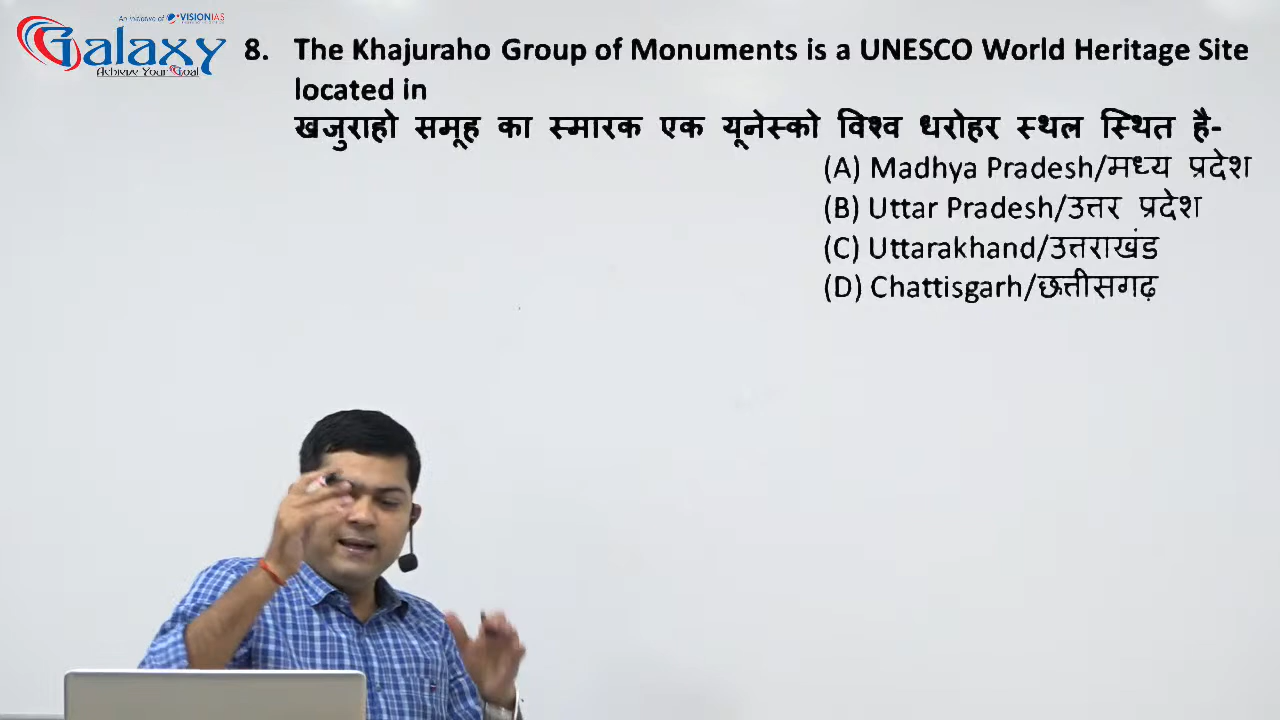 An initiative of VISIONIAS
Galaxy
Achieve Your Goal
8. The Khajuraho Group of Monuments is a UNESCO World Heritage Site
located in
खजुराहो समूह का स्मारक एक यूनेस्को विश्व धरोहर स्थल स्थित है-
(A) Madhya Pradesh/मध्य प्रदेश
(B) Uttar Pradesh/उत्तर प्रदेश
(C) Uttarakhand/उत्तराखंड
(D) Chattisgarh/छत्तीसगढ़